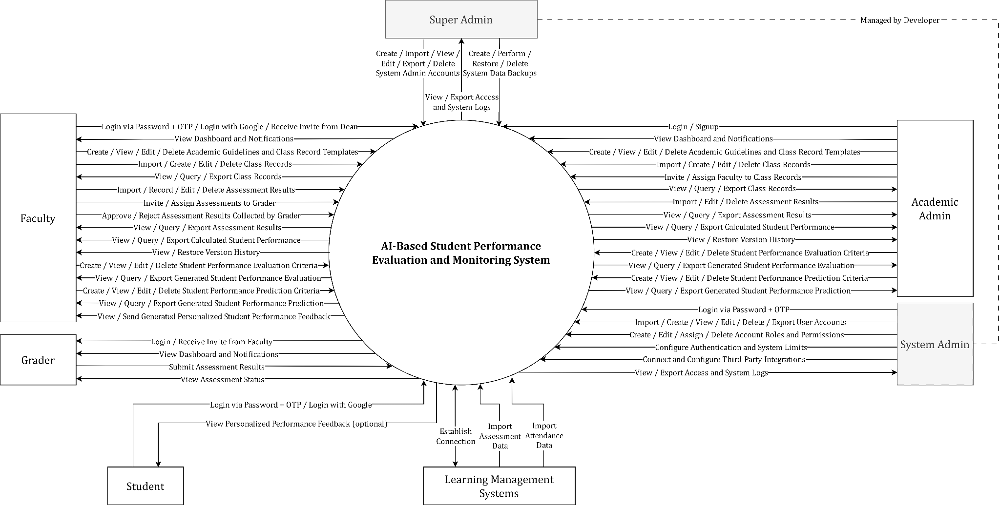 Super Admin
Managed by Developer
Create / Import / View /
Edit / Export / Delete
System Admin Accounts
Create / Perform /
Restore / Delete
System Data Backups
View / Export Access
and System Logs
Faculty
Login via Password + OTP / Login with Google / Receive Invite from Dean
View Dashboard and Notifications
Create / View / Edit / Delete Academic Guidelines and Class Record Templates
Import / Create / Edit / Delete Class Records
View / Query / Export Class Records
Import / Record / Edit / Delete Assessment Results
Invite / Assign Assessments to Grader
Approve / Reject Assessment Results Collected by Grader
View / Query / Export Assessment Results
View / Query / Export Calculated Student Performance
View / Restore Version History
Create / View / Edit / Delete Student Performance Evaluation Criteria
View / Query / Export Generated Student Performance Evaluation
Create / View / Edit / Delete Student Performance Prediction Criteria
View / Query / Export Generated Student Performance Prediction
View / Send Generated Personalized Student Performance Feedback
Grader
Login / Receive Invite from Faculty
View Dashboard and Notifications
Submit Assessment Results
View Assessment Status
AI-Based Student Performance
Evaluation and Monitoring System
Login / Signup
View Dashboard and Notifications
Create / View / Edit / Delete Academic Guidelines and Class Record Templates
Import / Create / Edit / Delete Class Records
Invite / Assign Faculty to Class Records
View / Query / Export Class Records
Import / Edit / Delete Assessment Results
View / Query / Export Assessment Results
View / Query / Export Calculated Student Performance
View / Restore Version History
Create / View / Edit / Delete Student Performance Evaluation Criteria
View / Query / Export Generated Student Performance Evaluation
Create / View / Edit / Delete Student Performance Prediction Criteria
View / Query / Export Generated Student Performance Prediction
Academic
Admin
Login via Password + OTP
Import / Create / View / Edit / Delete / Export User Accounts
Create / Edit / Assign / Delete Account Roles and Permissions
Configure Authentication and System Limits
Connect and Configure Third-Party Integrations
View / Export Access and System Logs
System Admin
Login via Password + OTP / Login with Google
View Personalized Performance Feedback (optional)
Student
Establish
Connection
Import
Assessment
Data
Import
Attendance
Data
Learning Management
Systems